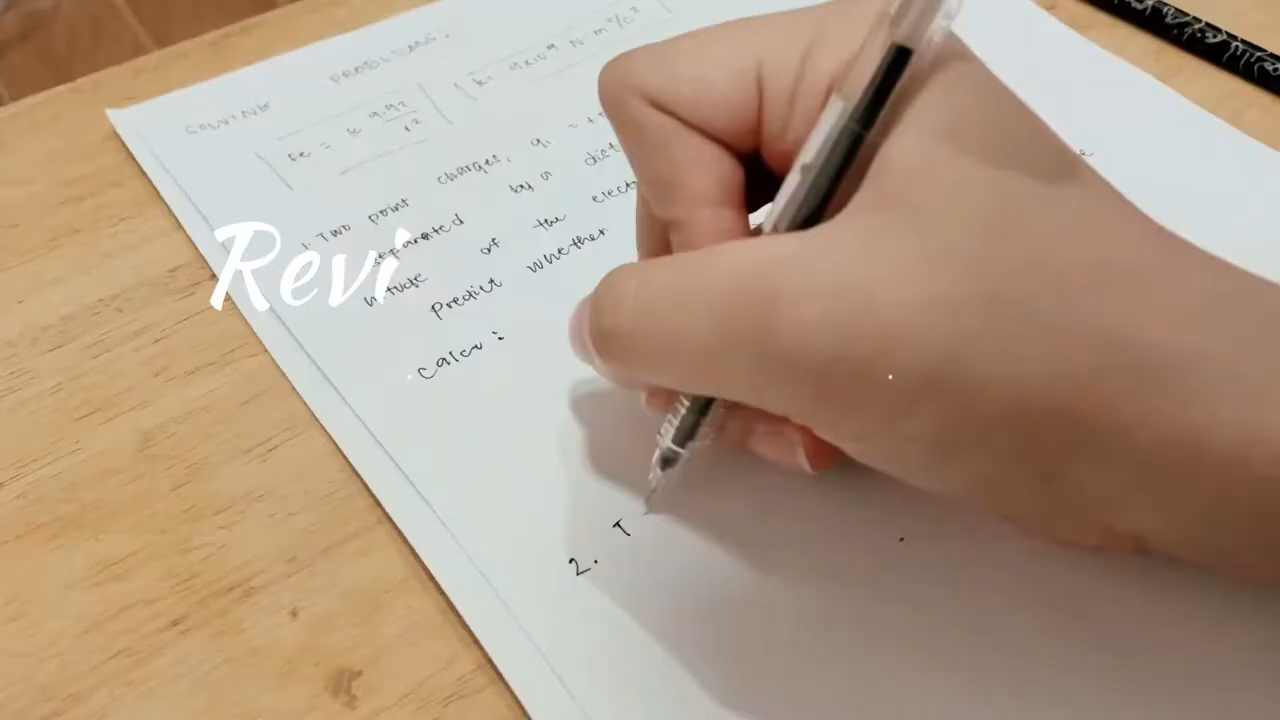 SOLVING PROBLEMS:
Fe = k q1q2 / r²
k = 9x10⁹ N·m²/C²
1. Two point charges, q1 = +
separated by a dist
nitude of the elect
Predict whether
Calcu:
2. T
Revi